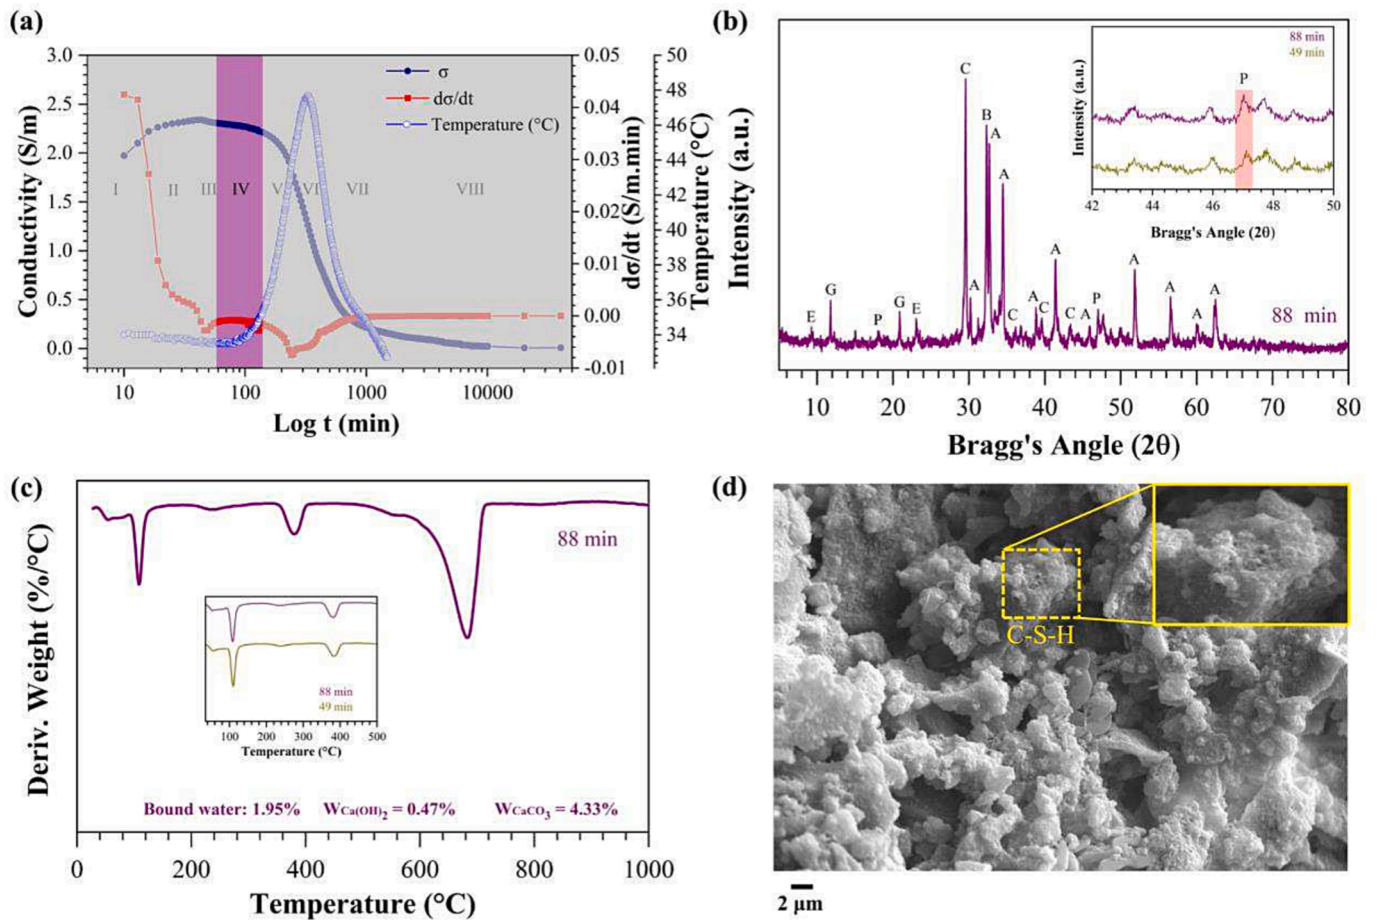 (a)
3.0
2.5
2.0
1.5
1.0
0.5
0.0
Conductivity (S/m)
σ
dσ/dt
Temperature (°C)
I
II
III
IV
V
VI
VII
VIII
0.05
0.04
0.03
0.02
0.01
0.00
-0.01
dσ/dt (S/m.min)
50
48
46
44
42
40
38
36
34
Temperature (°C)
10
100
1000
10000
Log t (min)
(b)
Intensity (a.u.)
E
G
P
G
E
C
A
B
A
A
C
A
C
A
C
A
P
A
A
A
A
88 min
10
20
30
40
50
60
70
80
Bragg's Angle (2θ)
88 min
49 min
P
Intensity (a.u.)
42
44
46
48
50
Bragg's Angle (2θ)
(c)
Deriv. Weight (%/°C)
88 min
88 min
49 min
100
200
300
400
500
Temperature (°C)
Bound water: 1.95%
WCa(OH)2 = 0.47%
WCaCO3 = 4.33%
0
200
400
600
800
1000
Temperature (°C)
(d)
C-S-H
2 μm